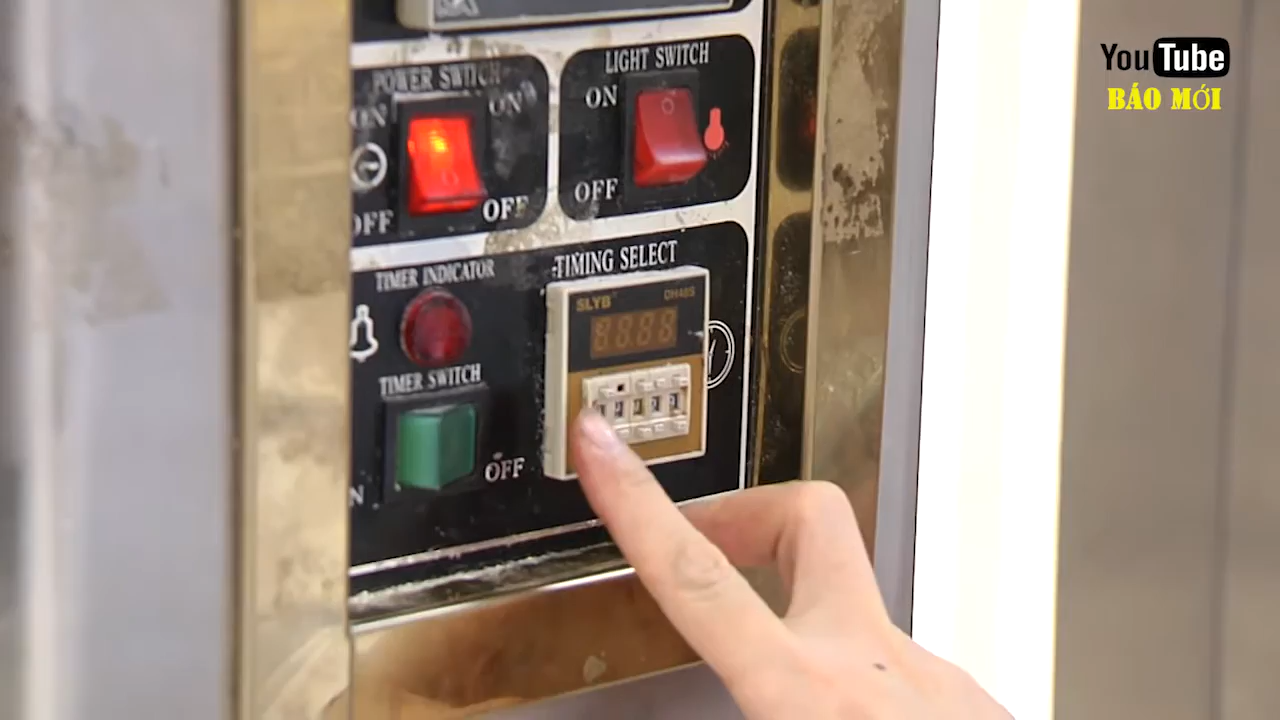 YouTube
BÁO MỚI
POWER SWITCH
LIGHT SWITCH
ON
ON
ON
OFF
OFF
OFF
TIMER INDICATOR
TIMING SELECT
SLYB
DH48S
TIMER SWITCH
OFF